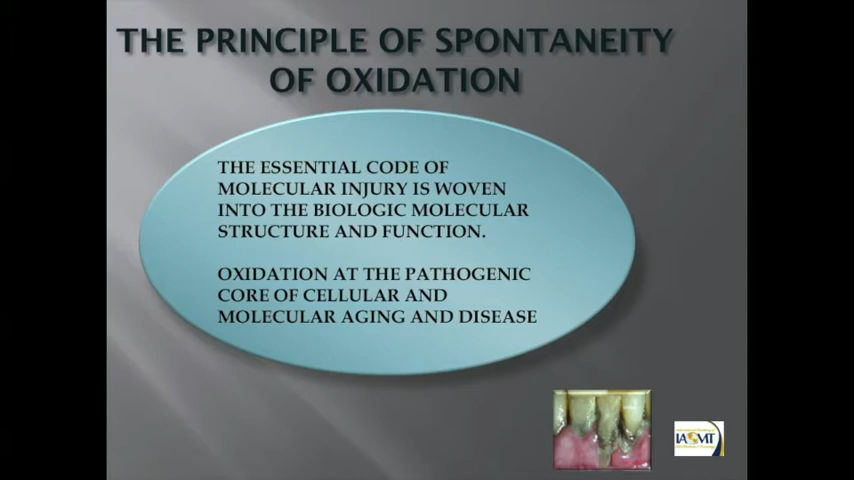 THE PRINCIPLE OF SPONTANEITY
OF OXIDATION
THE ESSENTIAL CODE OF
MOLECULAR INJURY IS WOVEN
INTO THE BIOLOGIC MOLECULAR
STRUCTURE AND FUNCTION.
OXIDATION AT THE PATHOGENIC
CORE OF CELLULAR AND
MOLECULAR AGING AND DISEASE